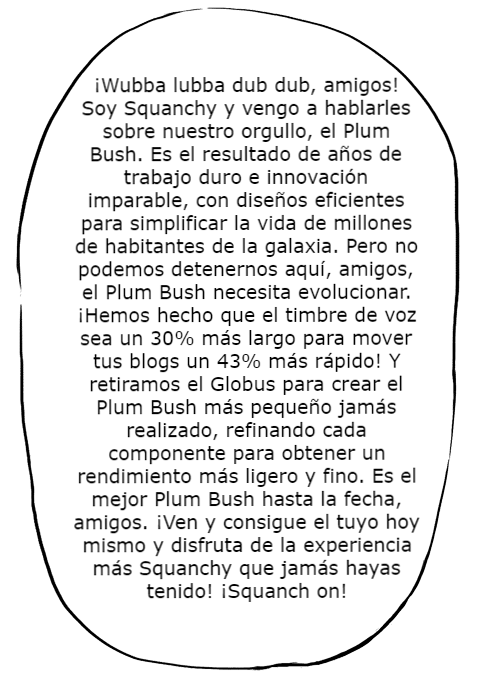 ¡Wubba lubba dub dub, amigos!
Soy Squanchy y vengo a hablarles
sobre nuestro orgullo, el Plum
Bush. Es el resultado de años de
trabajo duro e innovación
imparable, con diseños eficientes
para simplificar la vida de millones
de habitantes de la galaxia. Pero no
podemos detenernos aquí, amigos,
el Plum Bush necesita evolucionar.
¡Hemos hecho que el timbre de voz
sea un 30% más largo para mover
tus blogs un 43% más rápido! Y
retiramos el Globus para crear el
Plum Bush más pequeño jamás
realizado, refinando cada
componente para obtener un
rendimiento más ligero y fino. Es el
mejor Plum Bush hasta la fecha,
amigos. ¡Ven y consigue el tuyo hoy
mismo y disfruta de la experiencia
más Squanchy que jamás hayas
tenido! ¡Squanch on!